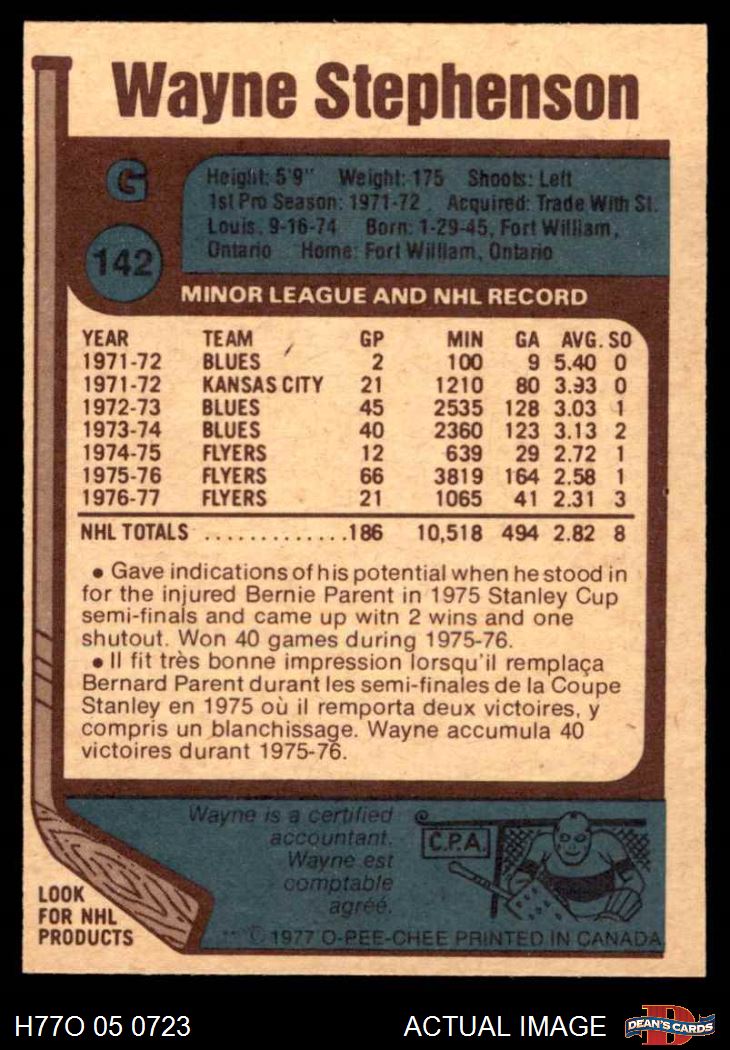 Wayne Stephenson
G
142
Height: 5'9" Weight: 175 Shoots: Left
1st Pro Season: 1971-72 Acquired: Trade With St.
Louis, 9-16-74 Born: 1-29-45, Fort William,
Ontario Home: Fort William, Ontario
MINOR LEAGUE AND NHL RECORD
YEAR TEAM GP MIN GA AVG. SO
1971-72 BLUES 2 100 9 5.40 0
1971-72 KANSAS CITY 21 1210 80 3.93 0
1972-73 BLUES 45 2535 128 3.03 1
1973-74 BLUES 40 2360 123 3.13 2
1974-75 FLYERS 12 639 29 2.72 1
1975-76 FLYERS 66 3819 164 2.58 1
1976-77 FLYERS 21 1065 41 2.31 3
NHL TOTALS .............186 10,518 494 2.82 8
• Gave indications of his potential when he stood in
for the injured Bernie Parent in 1975 Stanley Cup
semi-finals and came up witn 2 wins and one
shutout. Won 40 games during 1975-76.
• Il fit très bonne impression lorsqu'il remplaça
Bernard Parent durant les semi-finales de la Coupe
Stanley en 1975 où il remporta deux victoires, y
compris un blanchissage. Wayne accumula 40
victoires durant 1975-76.
Wayne is a certified
accountant.
Wayne est
comptable
agréé.
C.P.A.
LOOK
FOR NHL
PRODUCTS
** © 1977 O-PEE-CHEE PRINTED IN CANADA
H77O 05 0723
ACTUAL IMAGE
D
DEAN'S CARDS